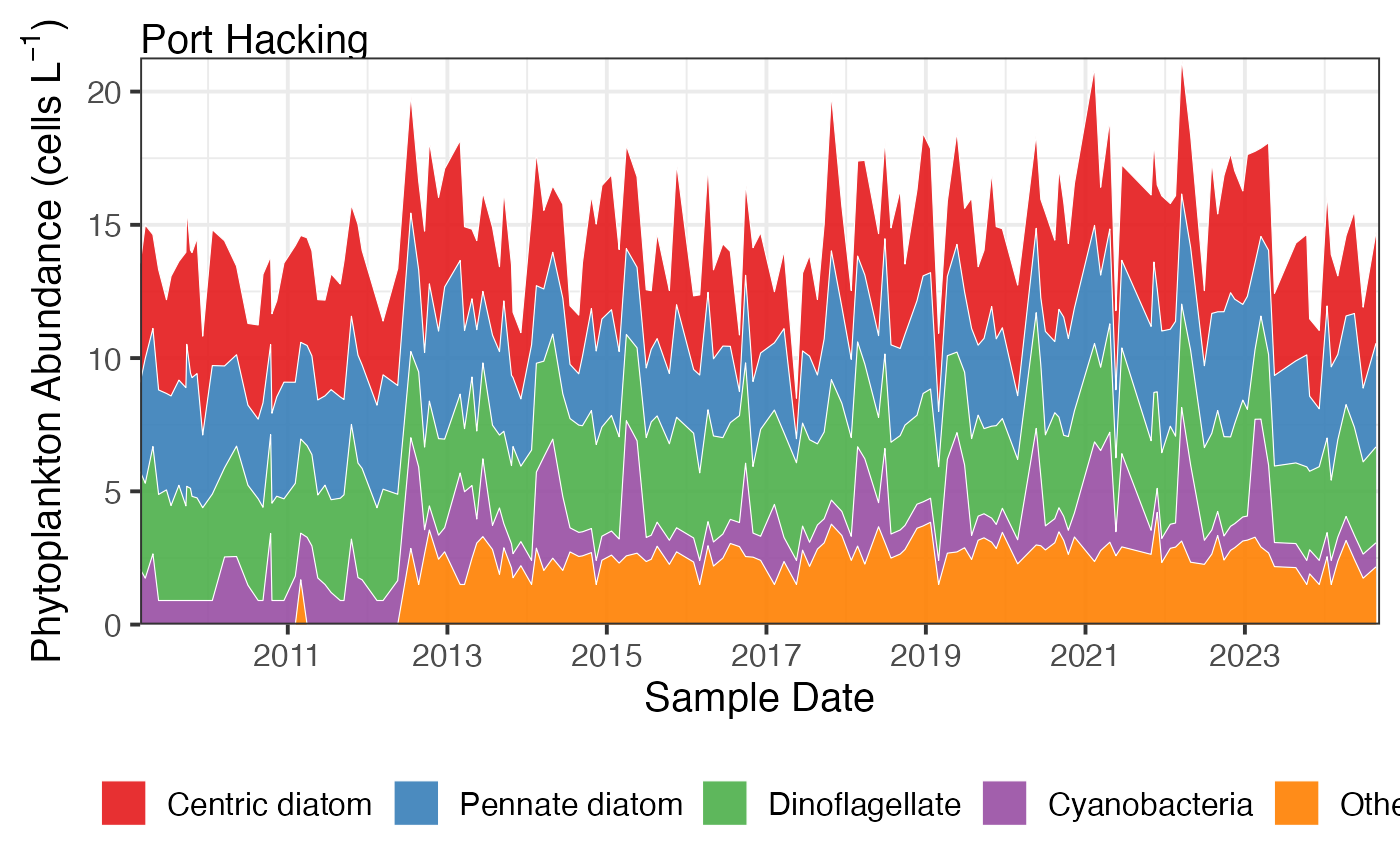 Port Hacking
Phytoplankton Abundance (cells L⁻¹)
20
15
10
5
0
2011 2013 2015 2017 2019 2021 2023
Sample Date
Centric diatom Pennate diatom Dinoflagellate Cyanobacteria Othe